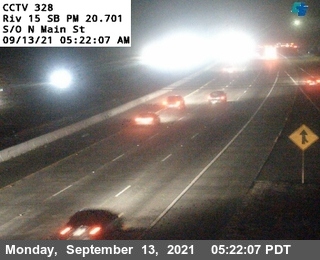 CCTV 328
Riv 15 SB PM 20.701
S/O N Main St
09/13/21 05:22:07 AM
Monday, September 13, 2021 05:22:07 PDT